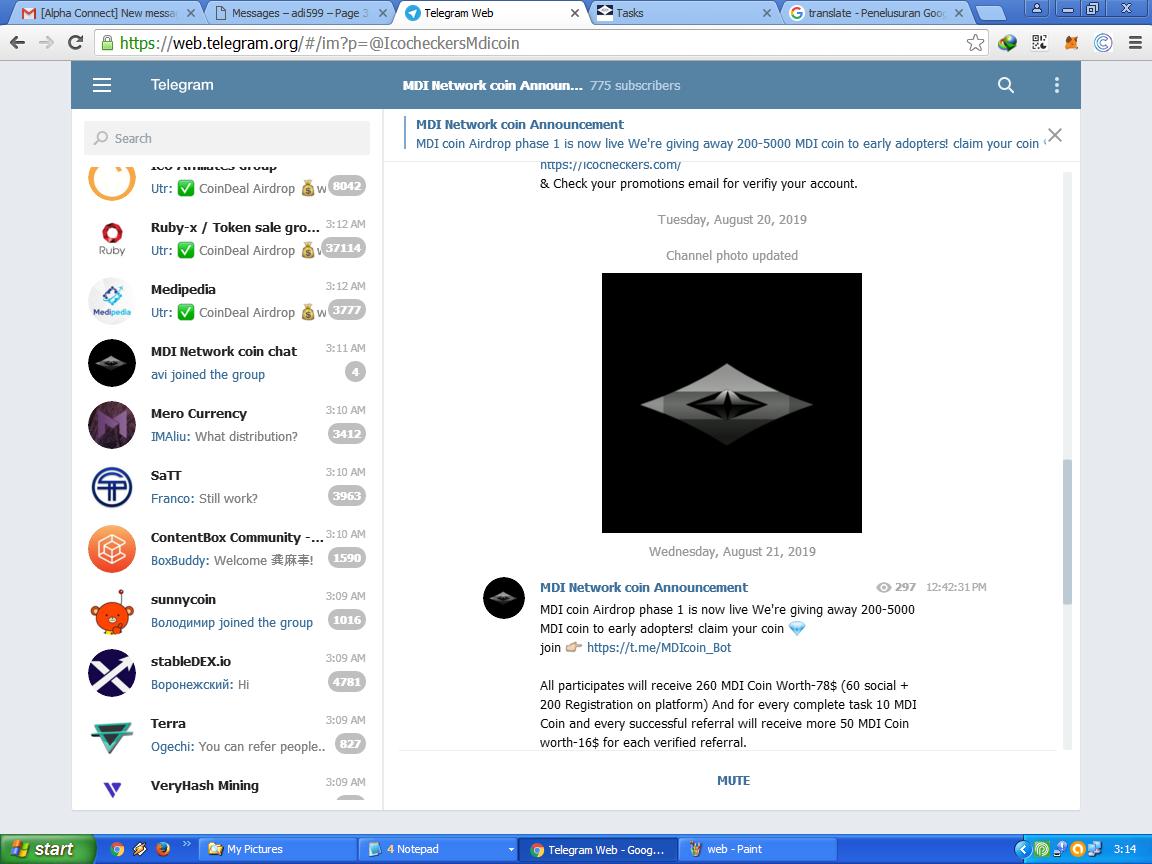 [Alpha Connect] New messa
Messages – adi599 – Page 3
Telegram Web
Tasks
translate - Penelusuran Goo
https://web.telegram.org/#/im?p=@IcocheckersMdicoin
Telegram
MDI Network coin Announ... 775 subscribers
Search
Ico Affiliates Group
Utr: ✅ CoinDeal Airdrop 💰w 8042
Ruby-x / Token sale gro... 3:12 AM
Utr: ✅ CoinDeal Airdrop 💰w 37114
Ruby
Medipedia 3:12 AM
Utr: ✅ CoinDeal Airdrop 💰w 3777
Medipedia
MDI Network coin chat 3:11 AM
avi joined the group 4
Mero Currency 3:10 AM
IMAliu: What distribution? 3412
SaTT 3:10 AM
Franco: Still work? 3963
ContentBox Community -... 3:10 AM
BoxBuddy: Welcome 龚麻事! 1590
sunnycoin 3:09 AM
Володимир joined the group 1016
stableDEX.io 3:09 AM
Воронежский: Hi 4781
Terra 3:09 AM
Ogechi: You can refer people.. 827
VeryHash Mining 3:09 AM
MDI Network coin Announcement
MDI coin Airdrop phase 1 is now live We're giving away 200-5000 MDI coin to early adopters! claim your coin
https://icocheckers.com/
& Check your promotions email for verifiy your account.
Tuesday, August 20, 2019
Channel photo updated
Wednesday, August 21, 2019
MDI Network coin Announcement 297 12:42:31 PM
MDI coin Airdrop phase 1 is now live We're giving away 200-5000
MDI coin to early adopters! claim your coin 💎
join 👉🏼 https://t.me/MDIcoin_Bot
All participates will receive 260 MDI Coin Worth-78$ (60 social +
200 Registration on platform) And for every complete task 10 MDI
Coin and every successful referral will receive more 50 MDI Coin
worth-16$ for each verified referral.
MUTE
start
My Pictures
4 Notepad
Telegram Web - Goog...
web - Paint
3:14